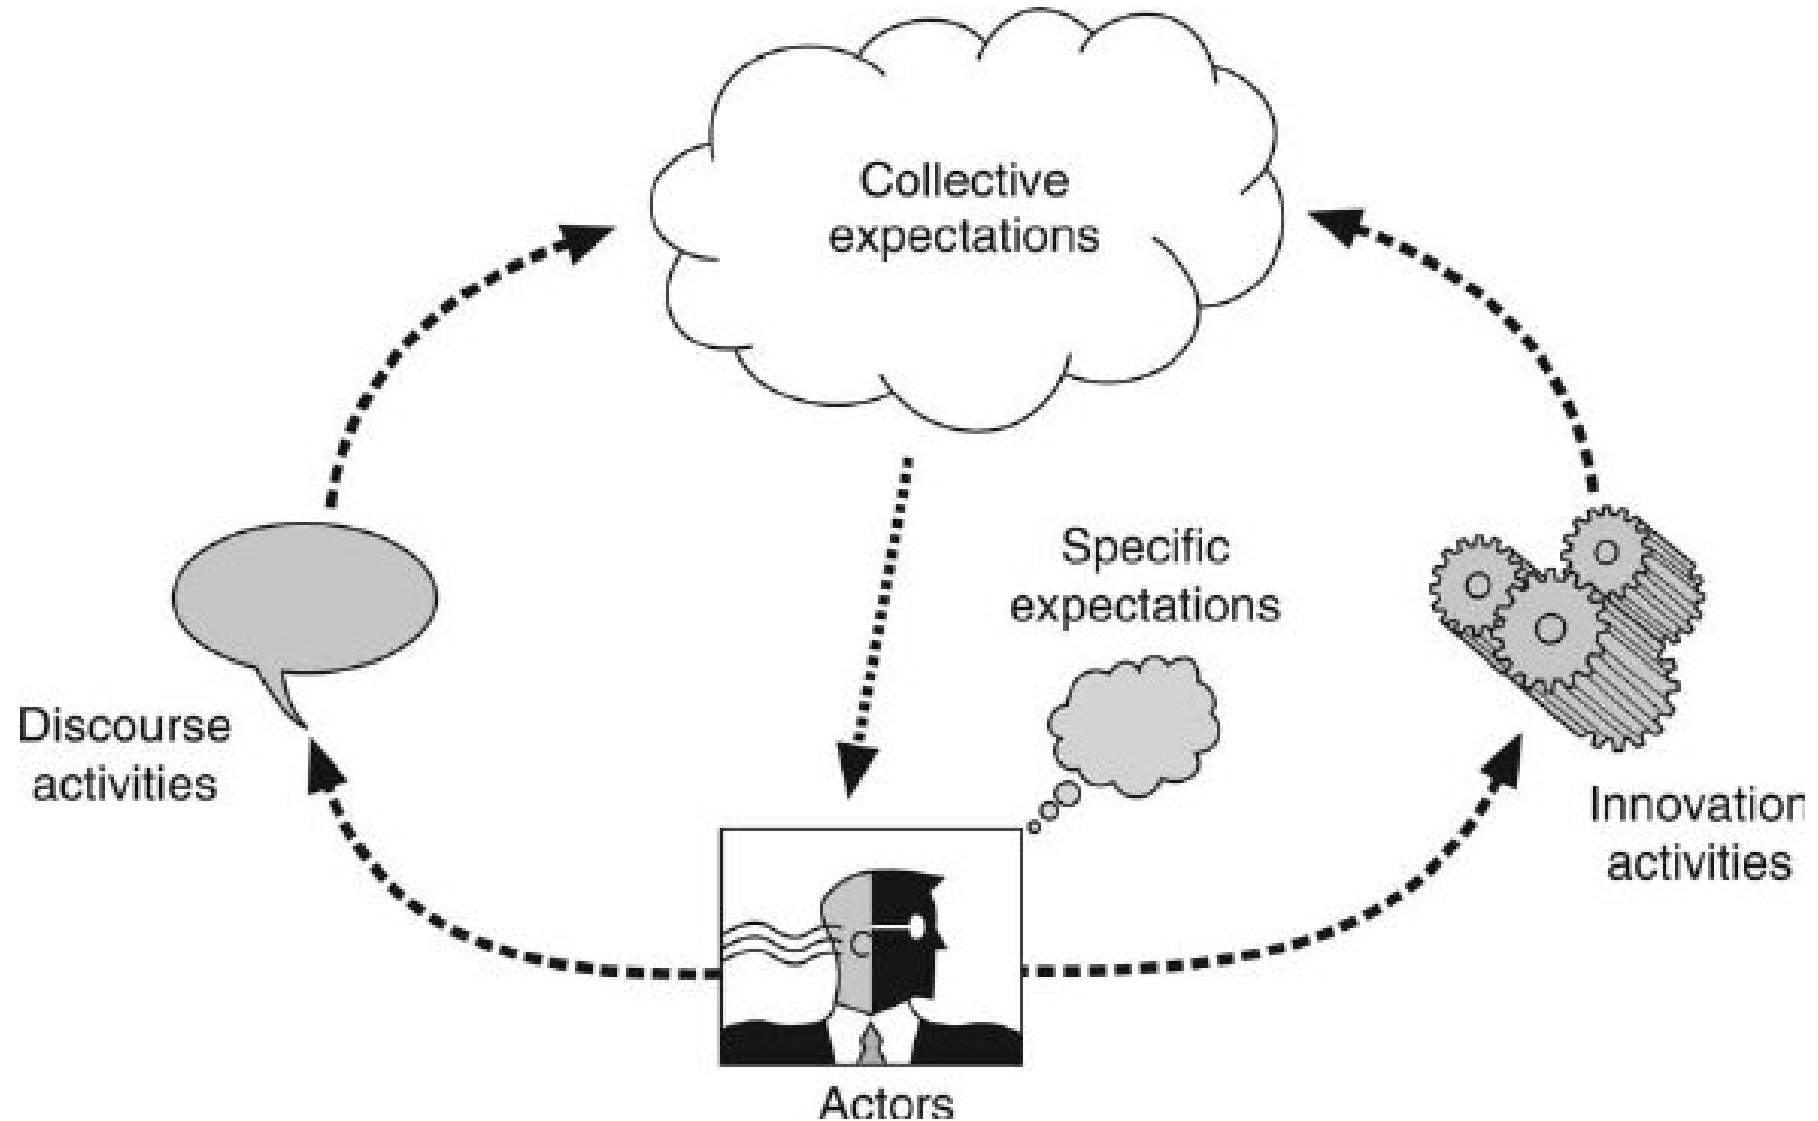 Collective
expectations
Specific
expectations
Discourse
activities
Innovation
activities
Actors